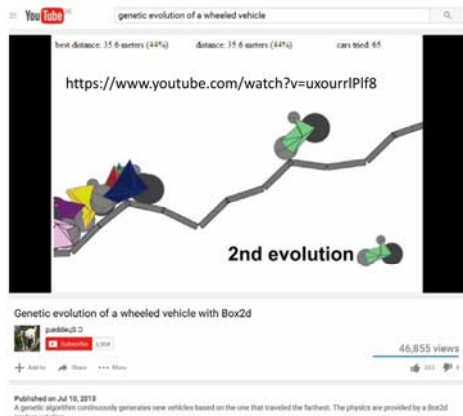 YouTube
genetic evolution of a wheeled vehicle
best distance: 35.6 meters (44%) distance: 35.6 meters (44%) cars tried: 65
https://www.youtube.com/watch?v=uxourrlPlf8
2nd evolution
Genetic evolution of a wheeled vehicle with Box2d
Subscribe
46,855 views
Add to Share More
Published on Jul 10, 2013
A genetic algorithm continuously generates new vehicles based on the one that traveled the farthest. The physics are provided by a Box2d